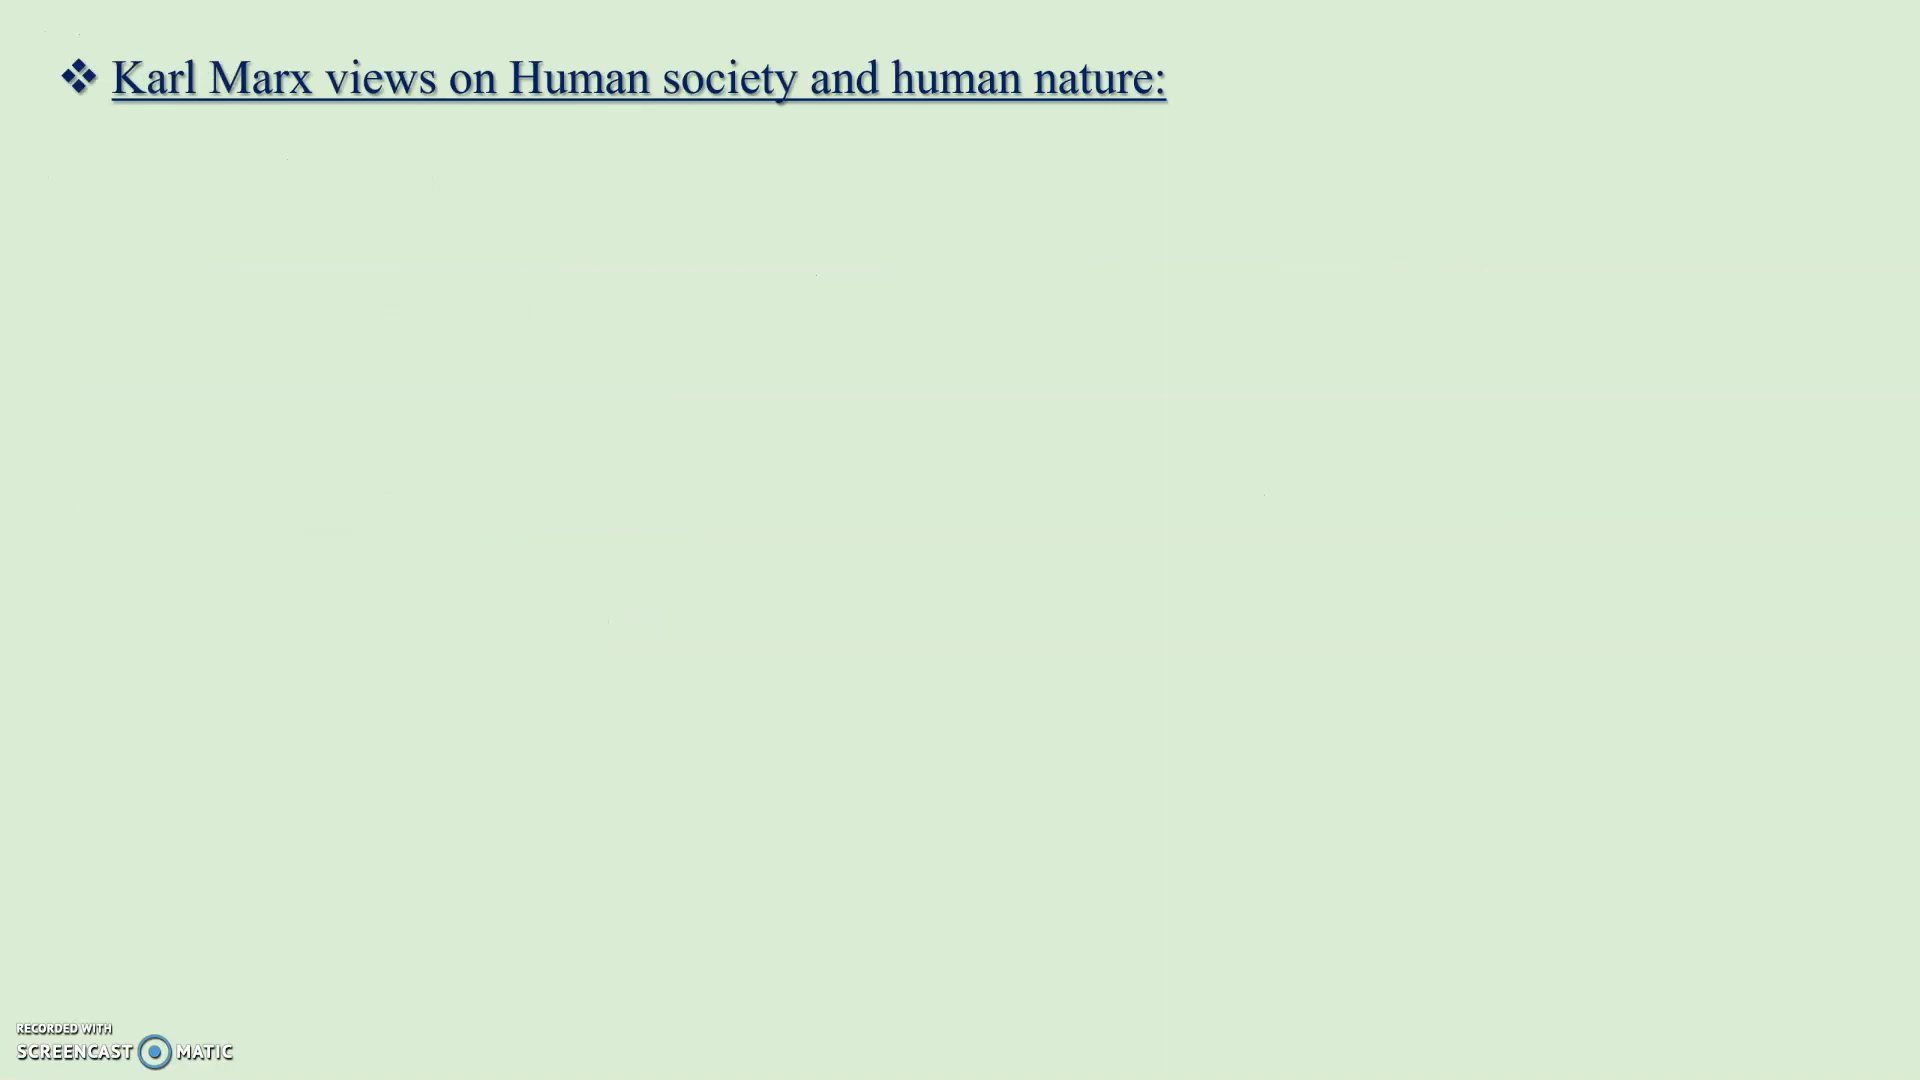 ❖ Karl Marx views on Human society and human nature:
RECORDED WITH
SCREENCAST MATIC